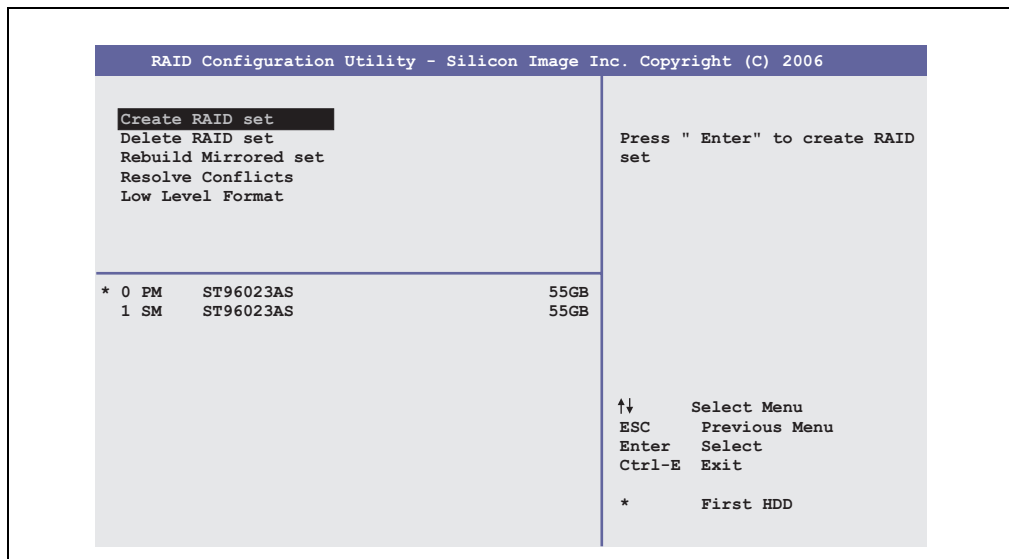 RAID Configuration Utility - Silicon Image Inc. Copyright (C) 2006
Create RAID set
Delete RAID set
Rebuild Mirrored set
Resolve Conflicts
Low Level Format
Press " Enter" to create RAID
set
* 0 PM ST96023AS 55GB
1 SM ST96023AS 55GB
↑↓ Select Menu
ESC Previous Menu
Enter Select
Ctrl-E Exit
* First HDD